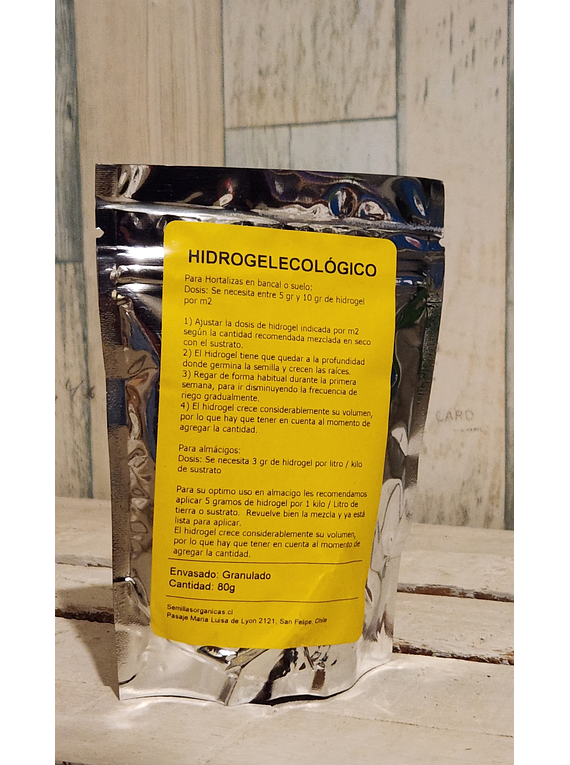 HIDROGELECOLÓGICO
Para Hortalizas en bancal o suelo:
Dosis: Se necesita entre 5 gr y 10 gr de hidrogel
por m2
1) Ajustar la dosis de hidrogel indicada por m2
según la cantidad recomendada mezclada en seco
con el sustrato.
2) El Hidrogel tiene que quedar a la profundidad
donde germina la semilla y crecen las raíces.
3) Regar de forma habitual durante la primera
semana, para ir disminuyendo la frecuencia de
riego gradualmente.
4) El hidrogel crece considerablemente su volumen,
por lo que hay que tener en cuenta al momento de
agregar la cantidad.
Para almácigos:
Dosis: Se necesita 3 gr de hidrogel por litro / kilo
de sustrato
Para su optimo uso en almacigo les recomendamos
aplicar 5 gramos de hidrogel por 1 kilo / Litro de
tierra o sustrato. Revuelve bien la mezcla y ya está
lista para aplicar.
El hidrogel crece considerablemente su volumen,
por lo que hay que tener en cuenta al momento de
agregar la cantidad.
Envasado: Granulado
Cantidad: 80g
Semillasorganicas.cl
Pasaje Maria Luisa de Lyon 2121, San Felipe, Chile
CARD